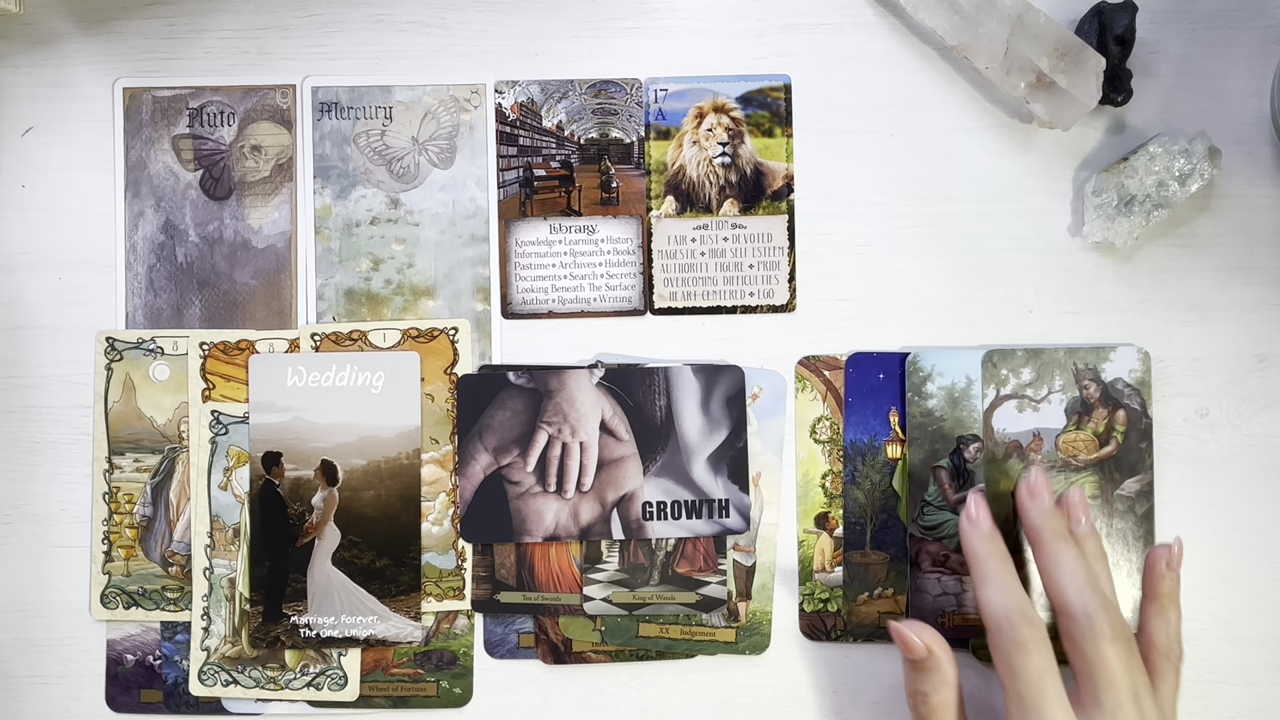 Pluto
Mercury
Library
Knowledge • Learning • History
Information • Research • Books
Pastime • Archives • Hidden
Documents • Search • Secrets
Looking Beneath The Surface
Author • Reading • Writing
17
A
LION
FAIR ✦ JUST ✦ DEVOTED
MAGESTIC ✦ HIGH SELF ESTEEM
AUTHORITY FIGURE ✦ PRIDE
OVERCOMING DIFFICULTIES
HEART CENTERED ✦ EGO
8
8
1
Wedding
Marriage, Forever,
The One, Union
GROWTH
Ten of Swords
King of Wands
XX · Judgement
Wheel of Fortune